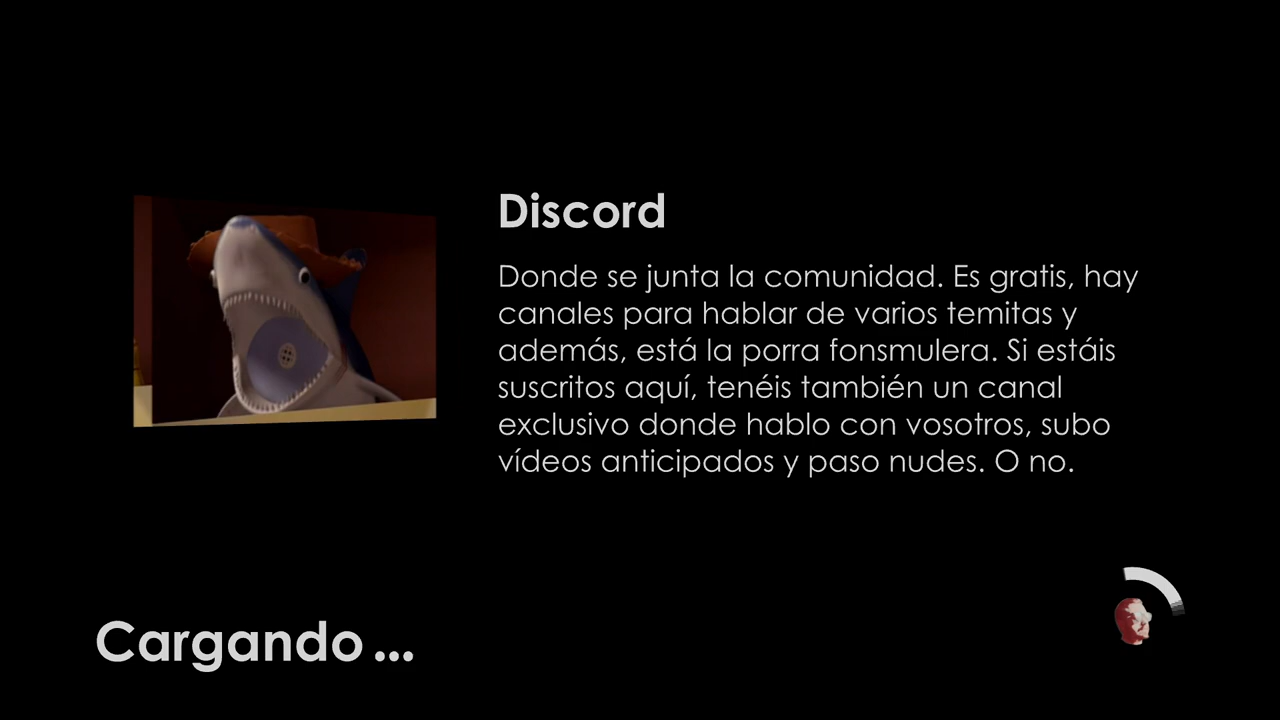 Discord
Donde se junta la comunidad. Es gratis, hay
canales para hablar de varios temitas y
además, está la porra fonsmulera. Si estáis
suscritos aquí, tenéis también un canal
exclusivo donde hablo con vosotros, subo
vídeos anticipados y paso nudes. O no.
Cargando ...